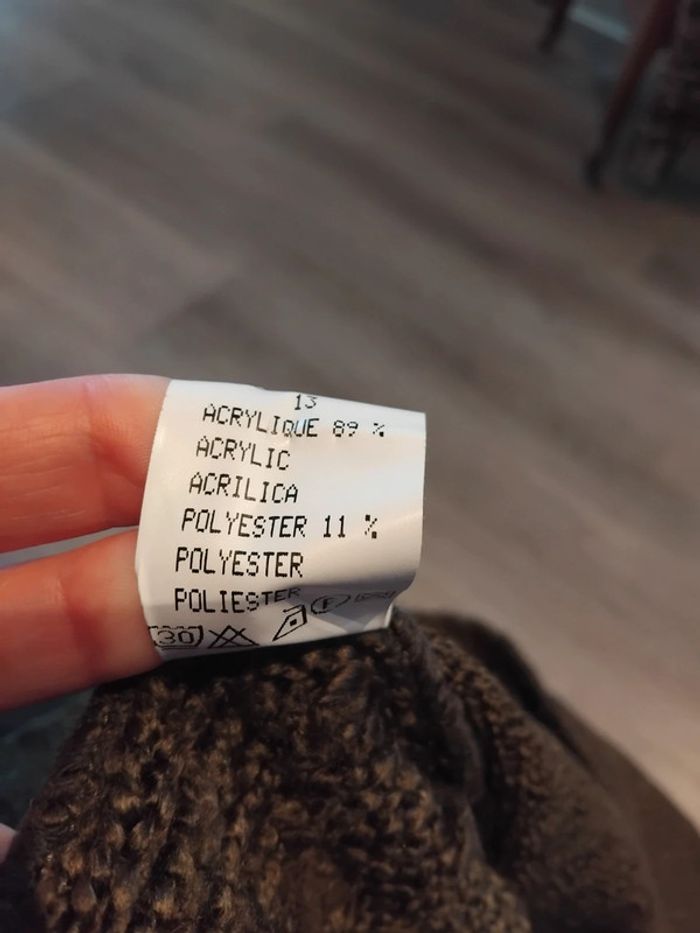 13
ACRYLIQUE 89 %
ACRYLIC
ACRILICA
POLYESTER 11 %
POLYESTER
POLIESTER
30 F